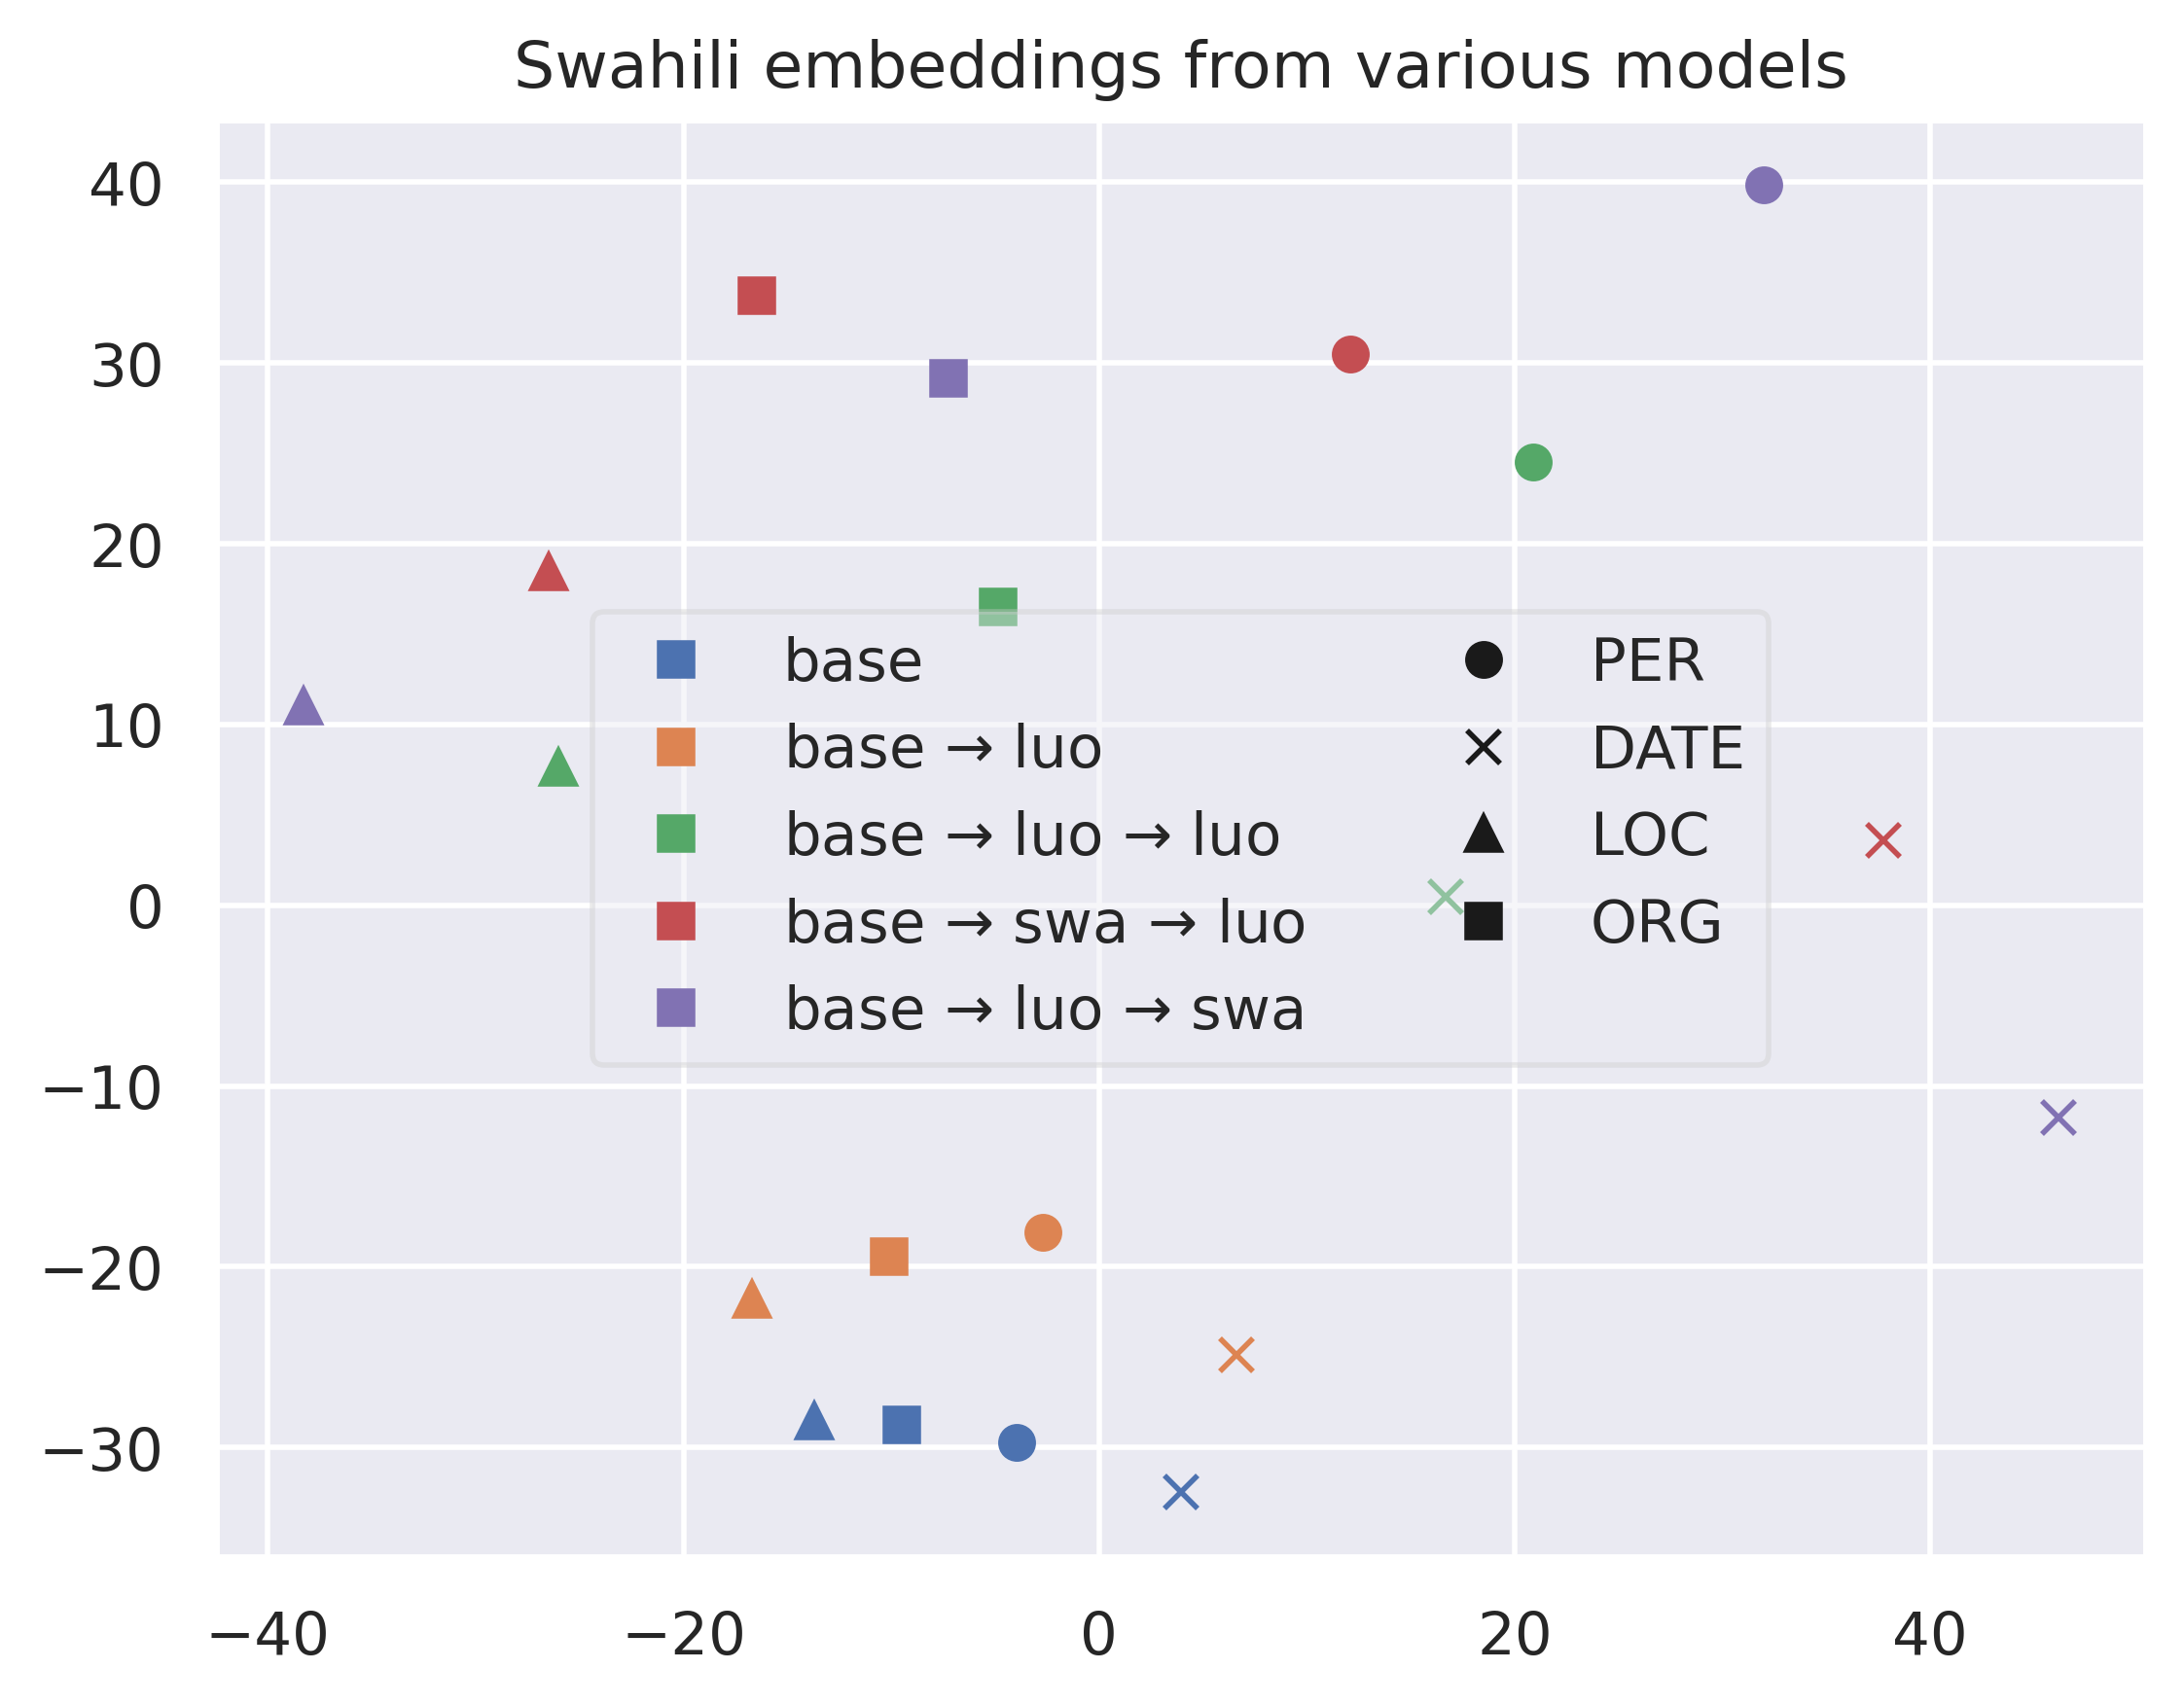 Swahili embeddings from various models
40
30
20
10
0
−10
−20
−30
base
base → luo
base → luo → luo
base → swa → luo
base → luo → swa
PER
DATE
LOC
ORG
−40 −20 0 20 40